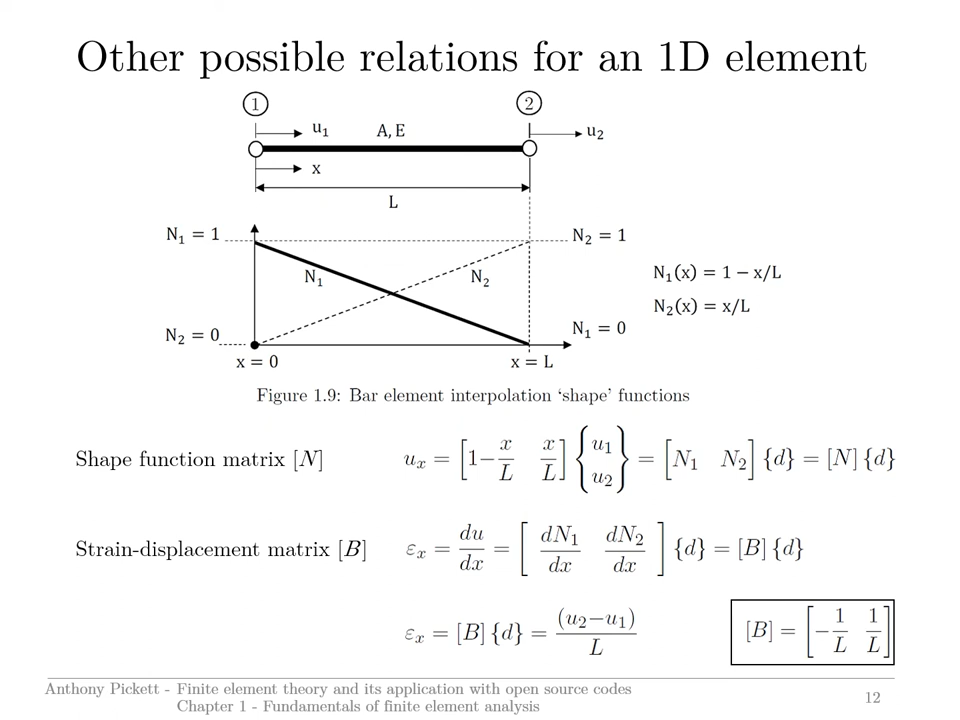 Other possible relations for an 1D element
① ②
u₁ A, E u₂
x
L
N₁ = 1 N₂ = 1
N₁ N₂ N₁(x) = 1 − x/L
N₂(x) = x/L
N₂ = 0 N₁ = 0
x = 0 x = L
Figure 1.9: Bar element interpolation ‘shape’ functions
Shape function matrix [N] uₓ = [1−x/L x/L] {u₁ u₂} = [N₁ N₂] {d} = [N] {d}
Strain-displacement matrix [B] εₓ = du/dx = [dN₁/dx dN₂/dx] {d} = [B] {d}
εₓ = [B] {d} = (u₂−u₁)/L [B] = [−1/L 1/L]
Anthony Pickett - Finite element theory and its application with open source codes
Chapter 1 - Fundamentals of finite element analysis
12